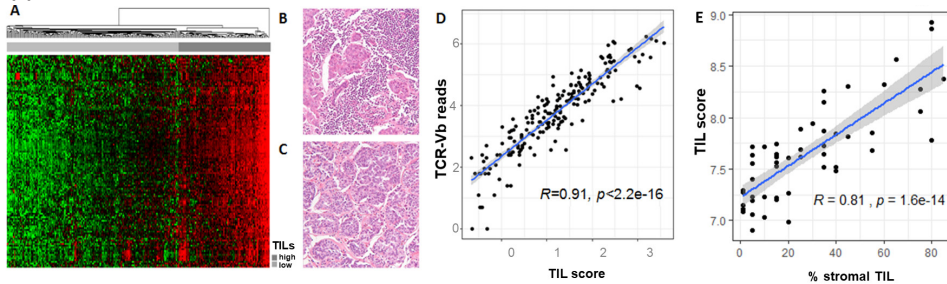 A
TILs
high
low
B
C
D
TCR-Vb reads
6
4
2
0
R=0.91, p<2.2e-16
0
1
2
3
TIL score
E
TIL score
9.0
8.5
8.0
7.5
7.0
R = 0.81 , p = 1.6e-14
0
20
40
60
80
% stromal TIL